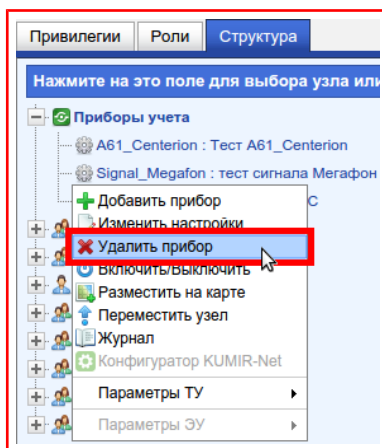 Привилегии Роли Структура
Нажмите на это поле для выбора узла или
Приборы учета
A61_Centerion : Тест A61_Centerion
Signal_Megafon : тест сигнала Мегафон
Добавить прибор С
Изменить настройки
Удалить прибор
Включить/Выключить
Разместить на карте
Переместить узел
Журнал
Конфигуратор KUMIR-Net
Параметры ТУ
Параметры ЭУ